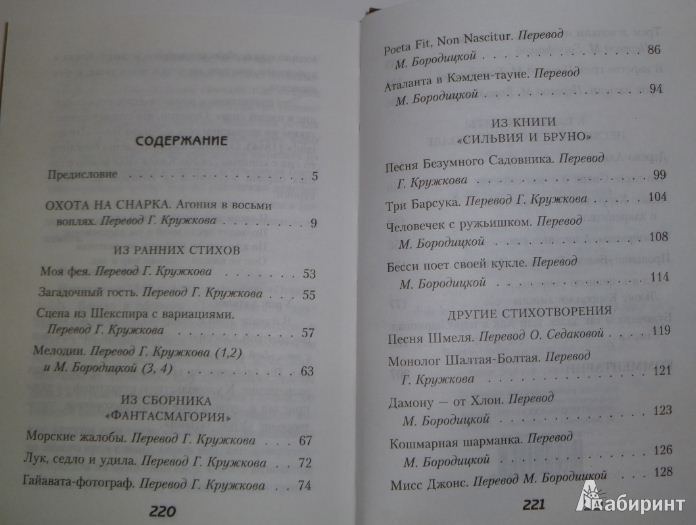 СОДЕРЖАНИЕ
Предисловие . . . . . . . . . . . . . . . . . . . 5
ОХОТА НА СНАРКА. Агония в восьми
воплях. Перевод Г. Кружкова . . . . . . . . . . 9
ИЗ РАННИХ СТИХОВ
Моя фея. Перевод Г. Кружкова . . . . . . . . 53
Загадочный гость. Перевод Г. Кружкова . . . . 55
Сцена из Шекспира с вариациями.
Перевод Г. Кружкова . . . . . . . . . . . . 57
Мелодии. Перевод Г. Кружкова (1,2)
и М. Бородицкой (3, 4) . . . . . . . . . . . 63
ИЗ СБОРНИКА
«ФАНТАСМАГОРИЯ»
Морские жалобы. Перевод Г. Кружкова . . . 67
Лук, седло и удила. Перевод Г. Кружкова . . . 72
Гайавата-фотограф. Перевод Г. Кружкова . . . 74
220
Poeta Fit, Non Nascitur. Перевод
М. Бородицкой . . . . . . . . . . . . . . . 86
Аталанта в Кэмден-тауне. Перевод
М. Бородицкой . . . . . . . . . . . . . . . 94
ИЗ КНИГИ
«СИЛЬВИЯ И БРУНО»
Песня Безумного Садовника. Перевод
Г. Кружкова . . . . . . . . . . . . . . . . 99
Три Барсука. Перевод Г. Кружкова . . . . . . 104
Человечек с ружьишком. Перевод
М. Бородицкой . . . . . . . . . . . . . . . 108
Бесси поет своей кукле. Перевод
М. Бородицкой . . . . . . . . . . . . . . . 114
ДРУГИЕ СТИХОТВОРЕНИЯ
Песня Шмеля. Перевод О. Седаковой . . . . 119
Монолог Шалтая-Болтая. Перевод
Г. Кружкова . . . . . . . . . . . . . . . . 121
Дамону — от Хлои. Перевод
М. Бородицкой . . . . . . . . . . . . . . . 123
Кошмарная шарманка. Перевод
М. Бородицкой . . . . . . . . . . . . . . . 126
Мисс Джонс. Перевод М. Бородицкой . . . . 128
221
Лабиринт